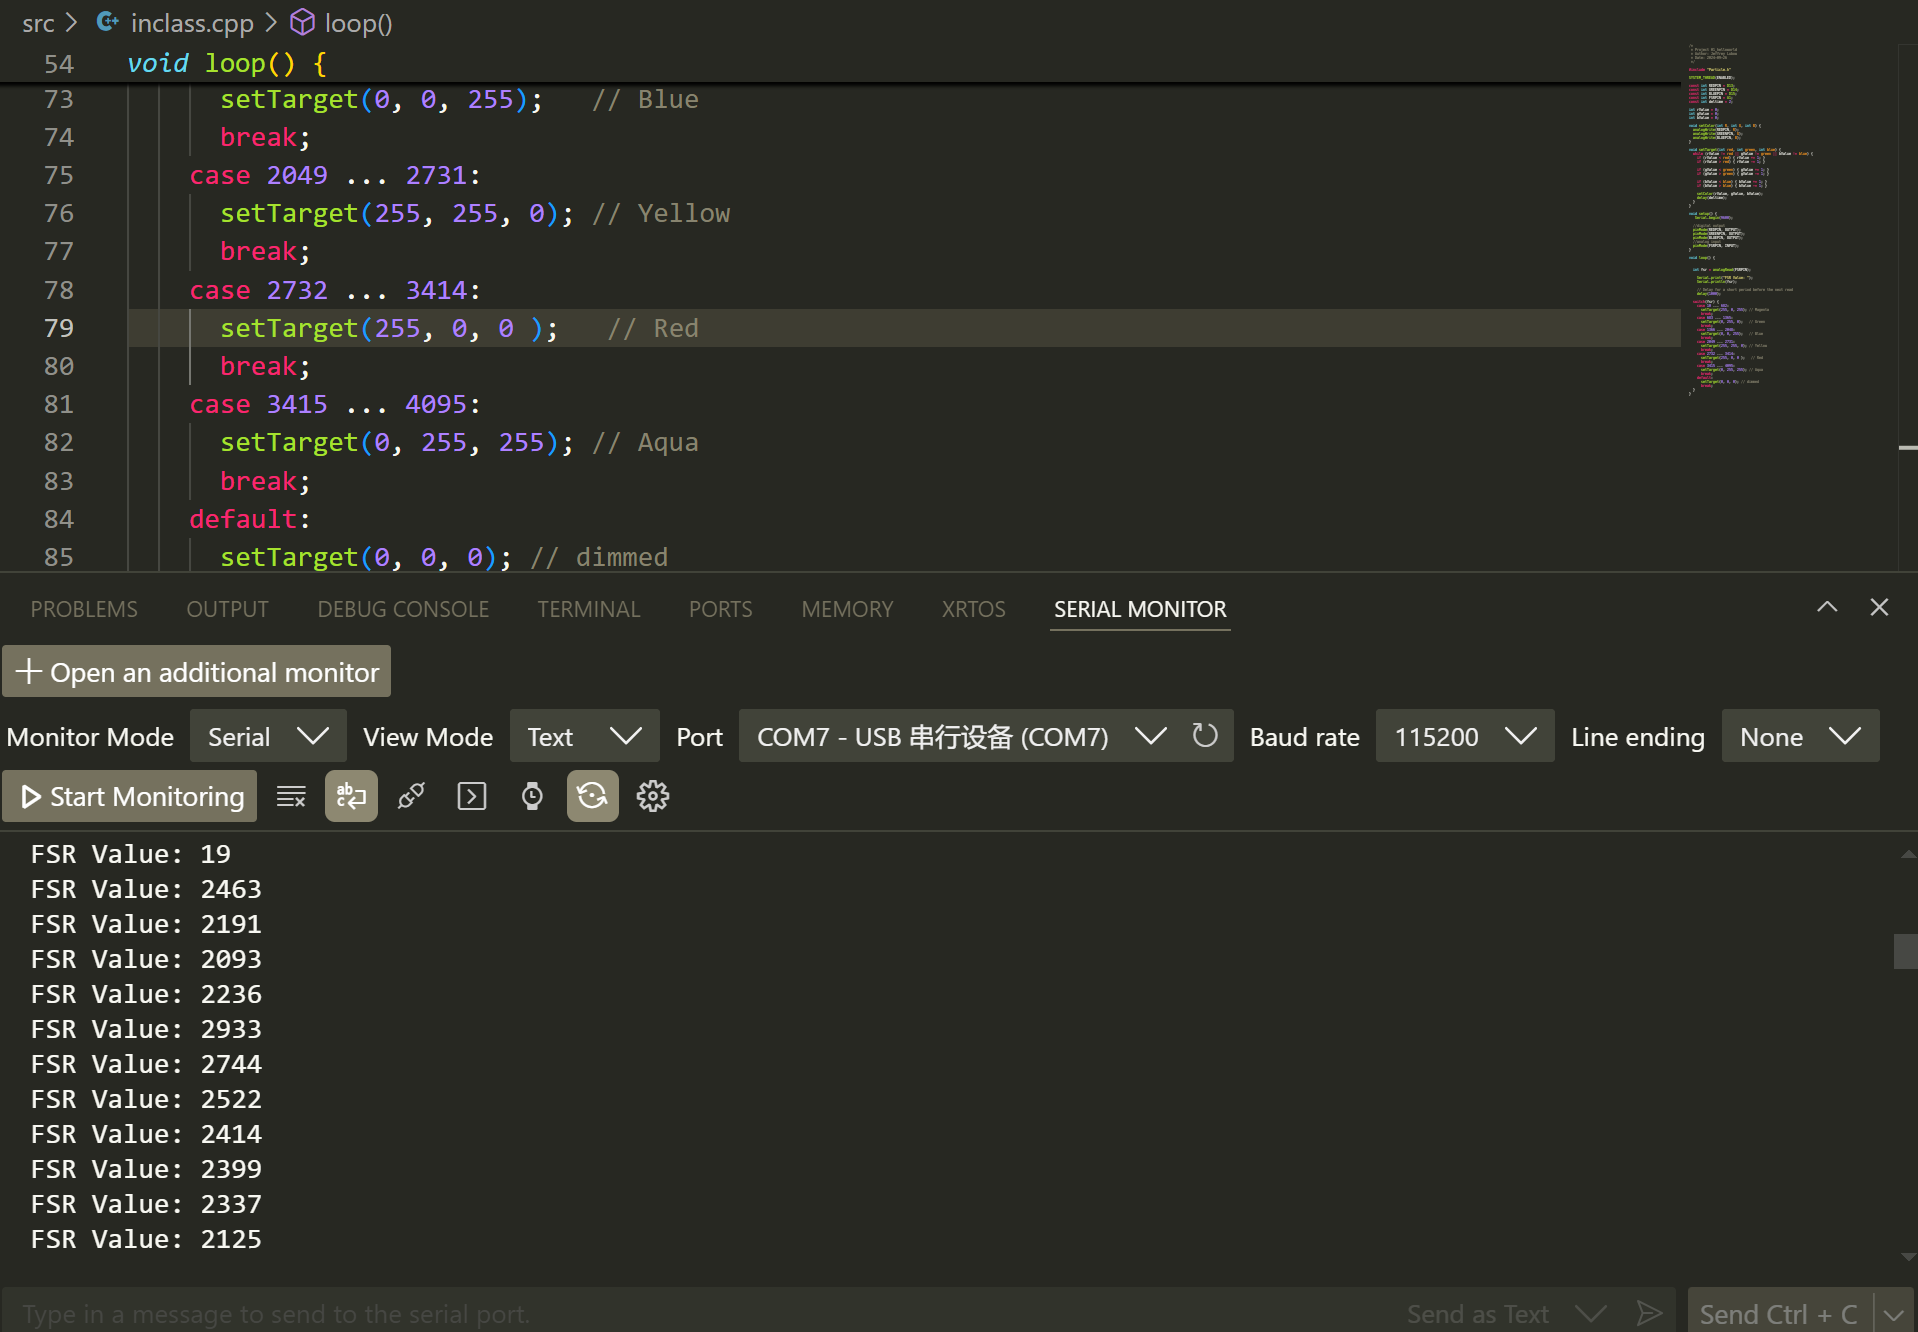 src > inclass.cpp > loop()
54 void loop() {
73 setTarget(0, 0, 255); // Blue
74 break;
75 case 2049 ... 2731:
76 setTarget(255, 255, 0); // Yellow
77 break;
78 case 2732 ... 3414:
79 setTarget(255, 0, 0 ); // Red
80 break;
81 case 3415 ... 4095:
82 setTarget(0, 255, 255); // Aqua
83 break;
84 default:
85 setTarget(0, 0, 0); // dimmed
PROBLEMS OUTPUT DEBUG CONSOLE TERMINAL PORTS MEMORY XRTOS SERIAL MONITOR
Open an additional monitor
Monitor Mode Serial View Mode Text Port COM7 - USB 串行设备 (COM7) Baud rate 115200 Line ending None
Start Monitoring
FSR Value: 19
FSR Value: 2463
FSR Value: 2191
FSR Value: 2093
FSR Value: 2236
FSR Value: 2933
FSR Value: 2744
FSR Value: 2522
FSR Value: 2414
FSR Value: 2399
FSR Value: 2337
FSR Value: 2125
Type in a message to send to the serial port. Send as Text Send Ctrl + C